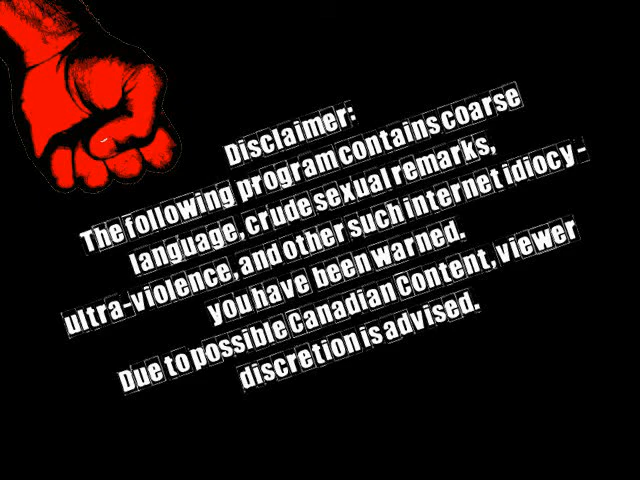 Disclaimer:
The following program contains coarse
language, crude sexual remarks,
ultra-violence, and other such internet idiocy -
you have been warned.
Due to possible Canadian Content, viewer
discretion is advised.